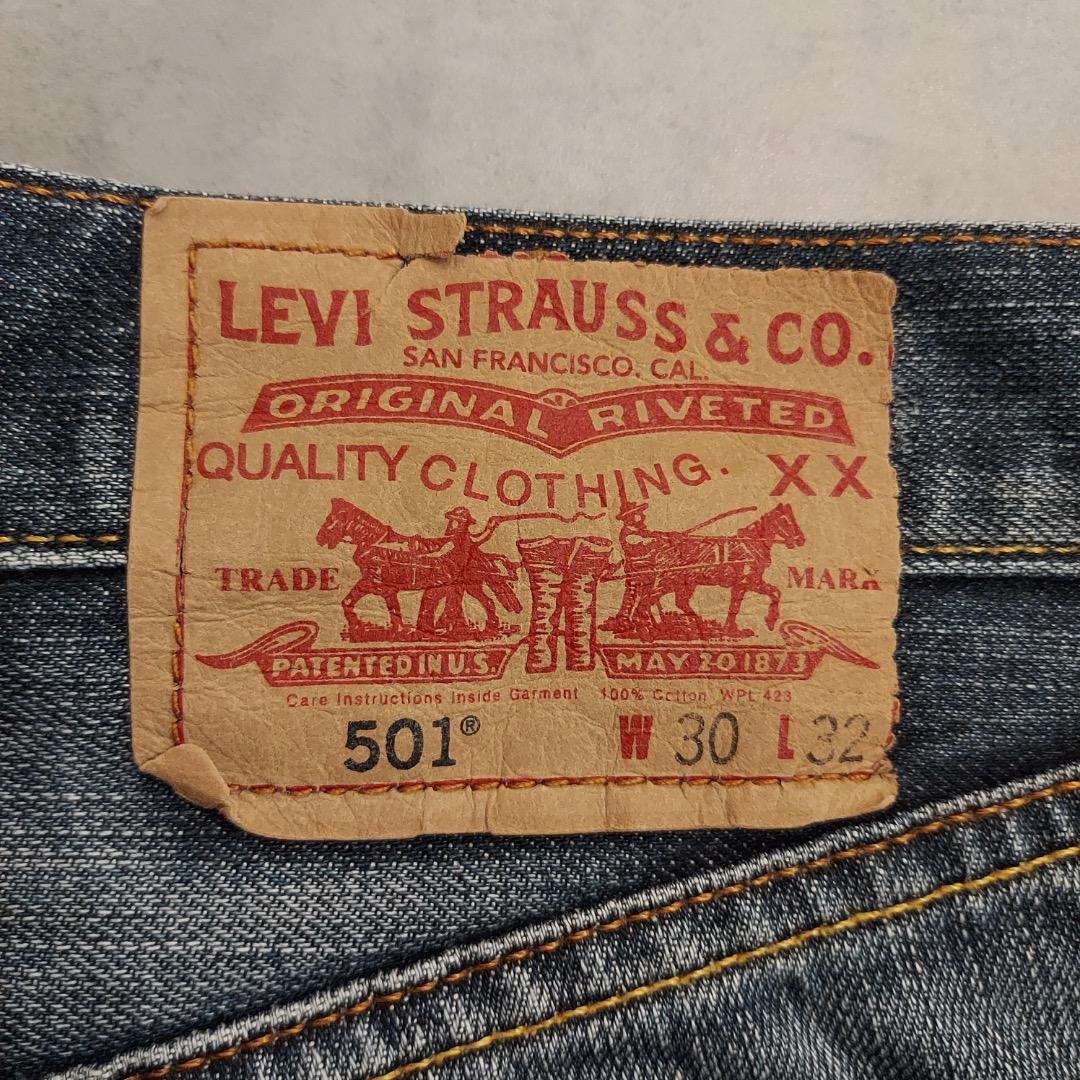 LEVI STRAUSS & CO.
SAN FRANCISCO. CAL.
ORIGINAL RIVETED
QUALITY CLOTHING. XX
TRADE MARK
PATENTED IN U.S. MAY 20 1873
Care Instructions Inside Garment 100% Cotton WPL 423
501® W 30 L 32